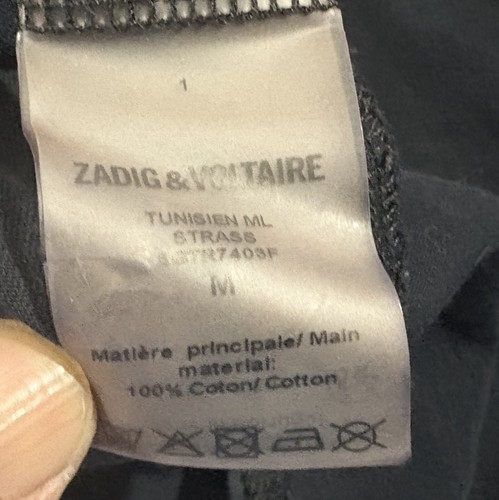 1
ZADIG&VOLTAIRE
TUNISIEN ML
STRASS
M
Matière principale/ Main
material:
100% Coton/ Cotton